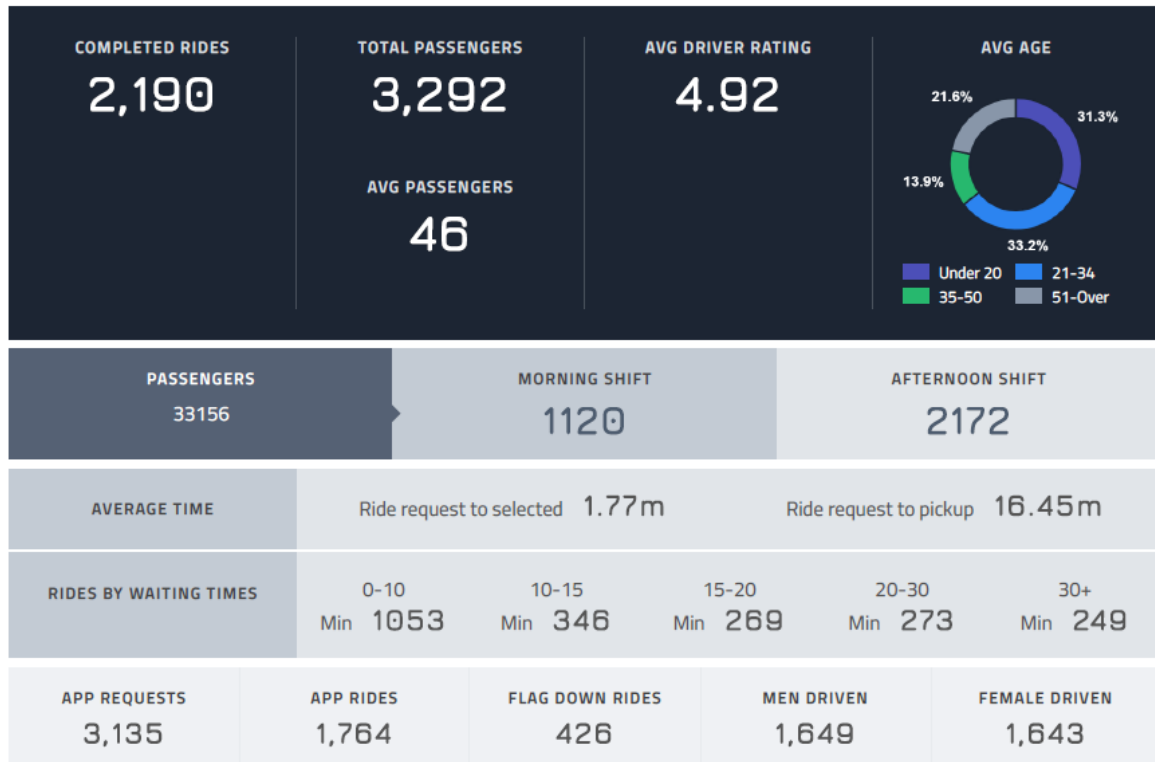 COMPLETED RIDES
2,190
TOTAL PASSENGERS
3,292
AVG PASSENGERS
46
AVG DRIVER RATING
4.92
AVG AGE
21.6%
31.3%
13.9%
33.2%
Under 20
21-34
35-50
51-Over
PASSENGERS
33156
MORNING SHIFT
1120
AFTERNOON SHIFT
2172
AVERAGE TIME
Ride request to selected 1.77m
Ride request to pickup 16.45m
RIDES BY WAITING TIMES
0-10
Min 1053
10-15
Min 346
15-20
Min 269
20-30
Min 273
30+
Min 249
APP REQUESTS
3,135
APP RIDES
1,764
FLAG DOWN RIDES
426
MEN DRIVEN
1,649
FEMALE DRIVEN
1,643